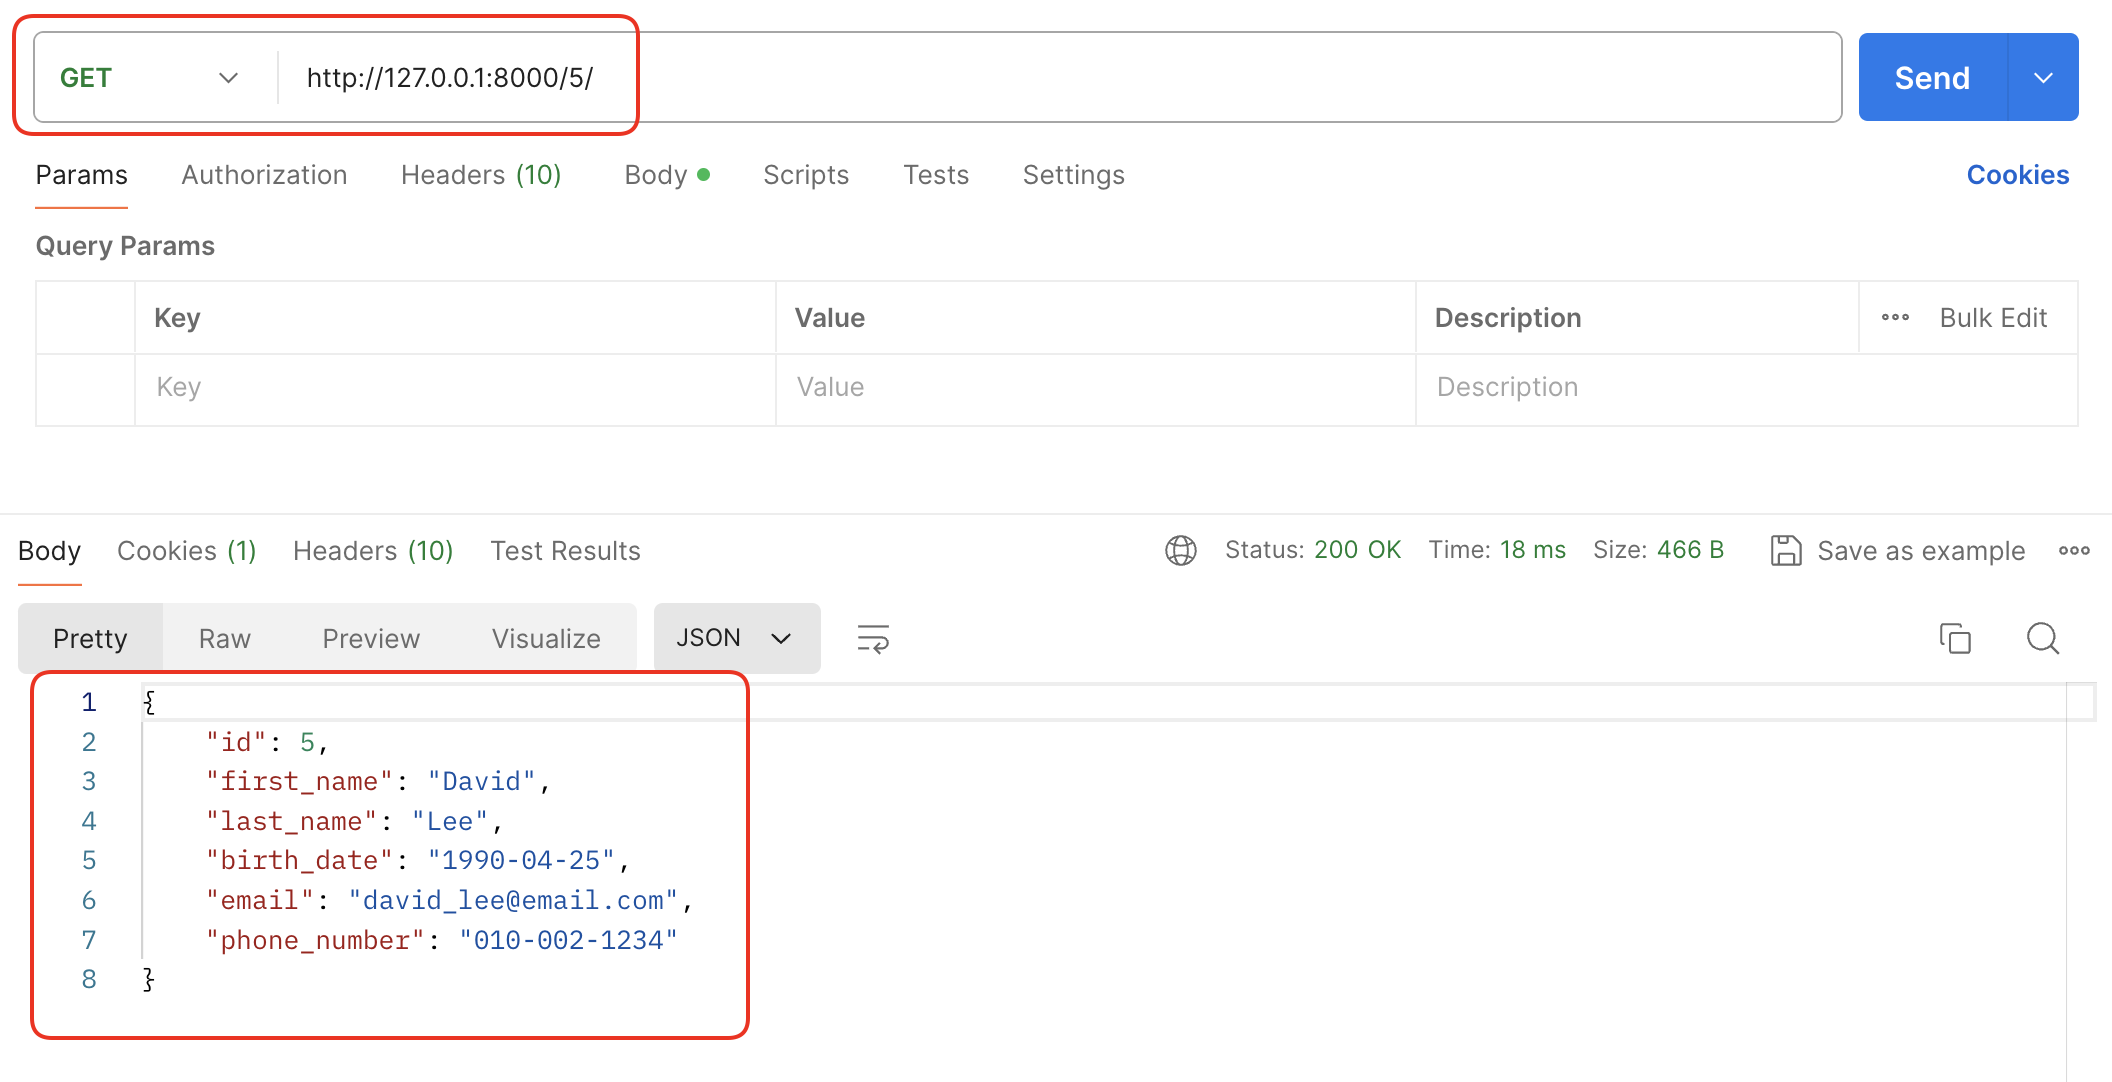 GET http://127.0.0.1:8000/5/ Send
Params Authorization Headers (10) Body Scripts Tests Settings Cookies
Query Params
Key Value Description Bulk Edit
Key Value Description
Body Cookies (1) Headers (10) Test Results Status: 200 OK Time: 18 ms Size: 466 B Save as example
Pretty Raw Preview Visualize JSON
1 {
2 "id": 5,
3 "first_name": "David",
4 "last_name": "Lee",
5 "birth_date": "1990-04-25",
6 "email": "david_lee@email.com",
7 "phone_number": "010-002-1234"
8 }